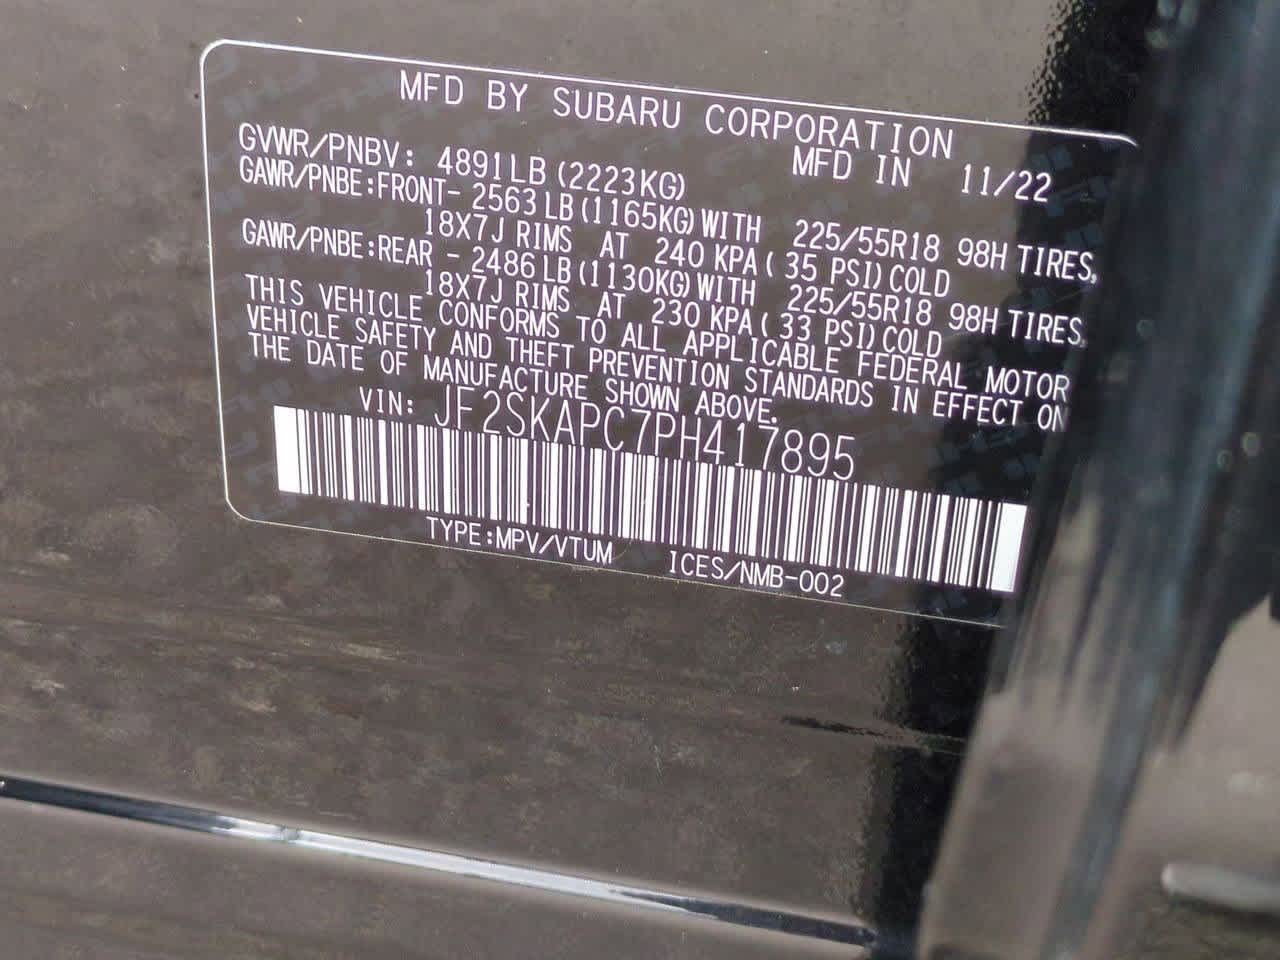 MFD BY SUBARU CORPORATION
MFD IN 11/22
GVWR/PNBV: 4891LB (2223KG)
GAWR/PNBE:FRONT- 2563LB(1165KG)WITH 225/55R18 98H TIRES,
18X7J RIMS AT 240 KPA( 35 PSI)COLD
GAWR/PNBE:REAR - 2486LB(1130KG)WITH 225/55R18 98H TIRES,
18X7J RIMS AT 230 KPA( 33 PSI)COLD
THIS VEHICLE CONFORMS TO ALL APPLICABLE FEDERAL MOTOR
VEHICLE SAFETY AND THEFT PREVENTION STANDARDS IN EFFECT ON
THE DATE OF MANUFACTURE SHOWN ABOVE.
VIN: JF2SKAPC7PH417895
TYPE:MPV/VTUM ICES/NMB-002